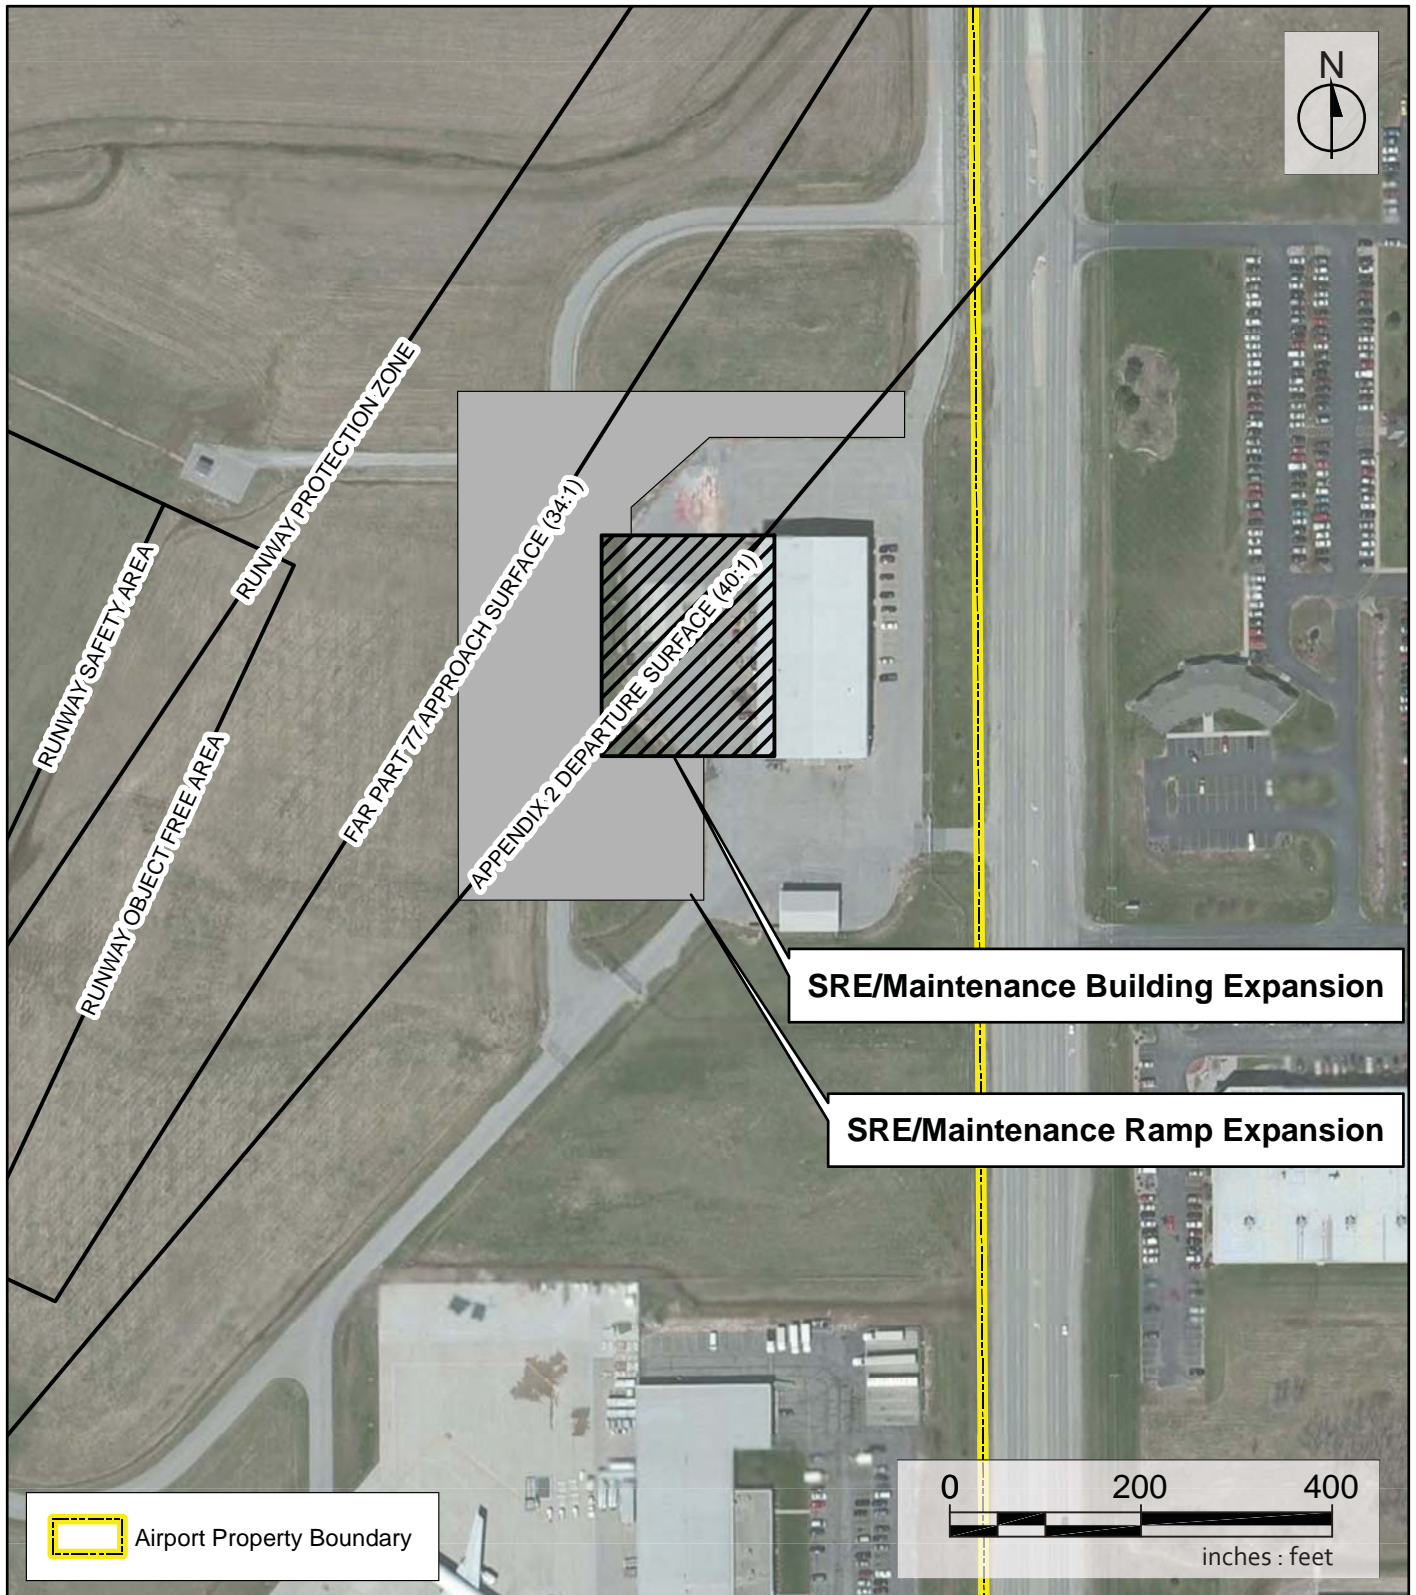 N
RUNWAY PROTECTION ZONE
FAR PART 77 APPROACH SURFACE (34:1)
APPENDIX 2 DEPARTURE SURFACE (40:1)
RUNWAY SAFETY AREA
RUNWAY OBJECT FREE AREA
SRE/Maintenance Building Expansion
SRE/Maintenance Ramp Expansion
Airport Property Boundary
0 200 400
inches : feet